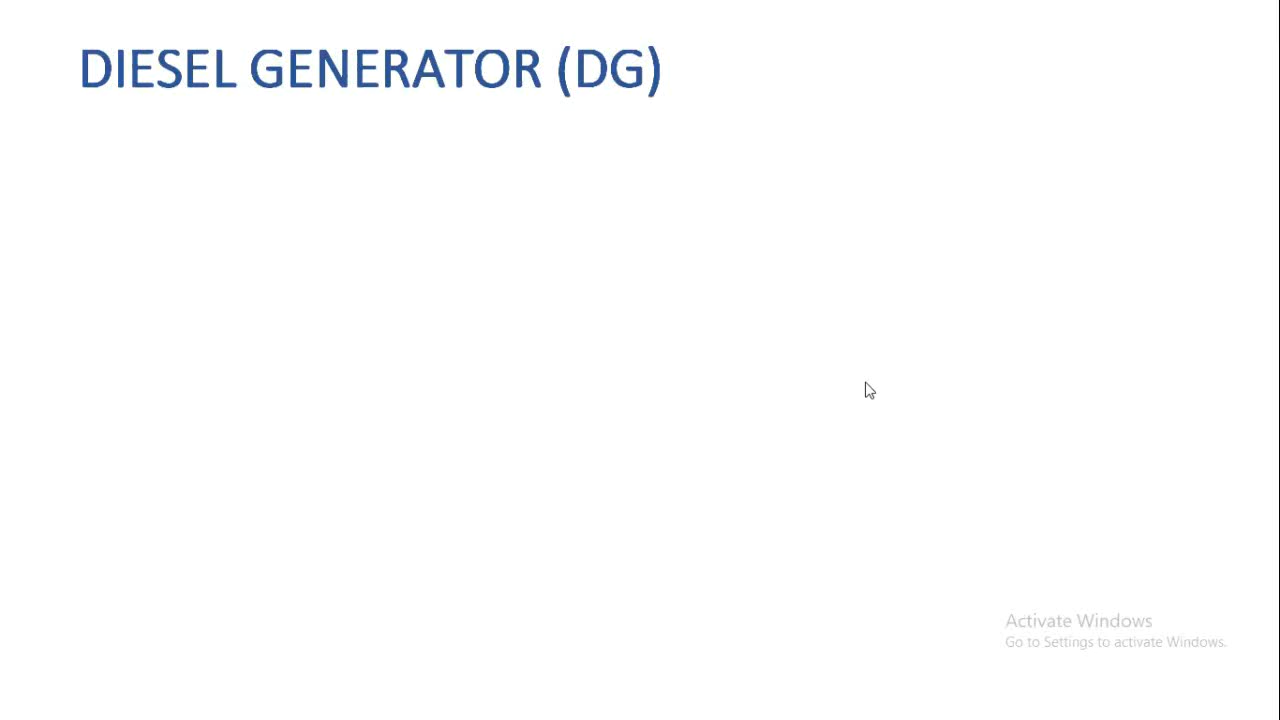 DIESEL GENERATOR (DG)
Activate Windows
Go to Settings to activate Windows.